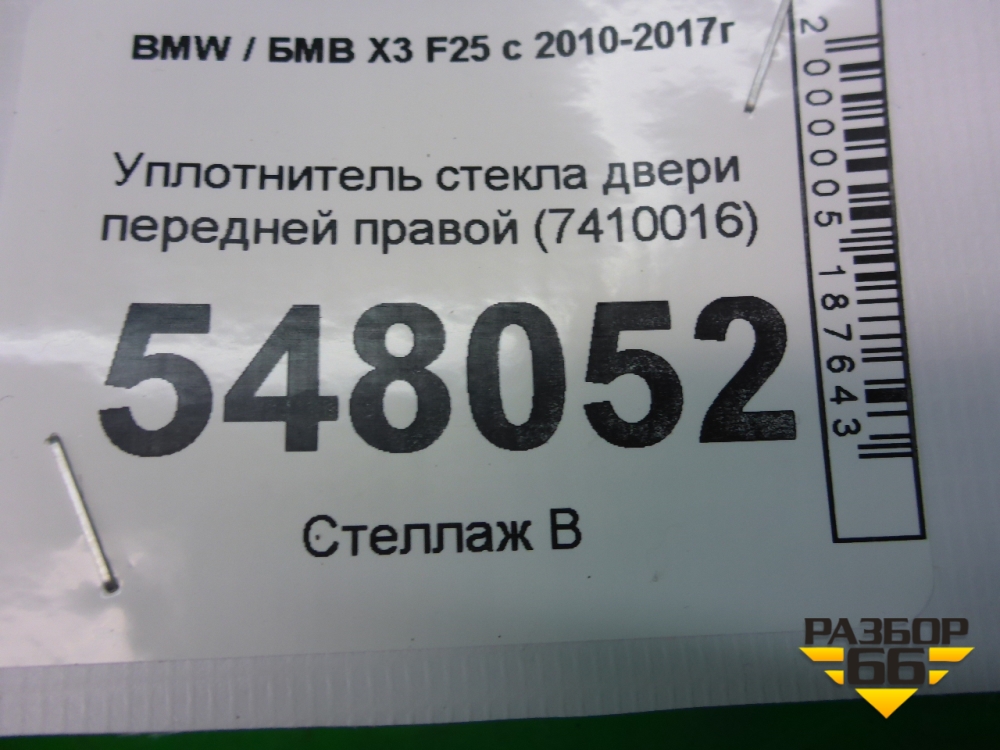 BMW / БМВ X3 F25 с 2010-2017г
Уплотнитель стекла двери
передней правой (7410016)
548052
Стеллаж В
2000005187643
РАЗБОР
66